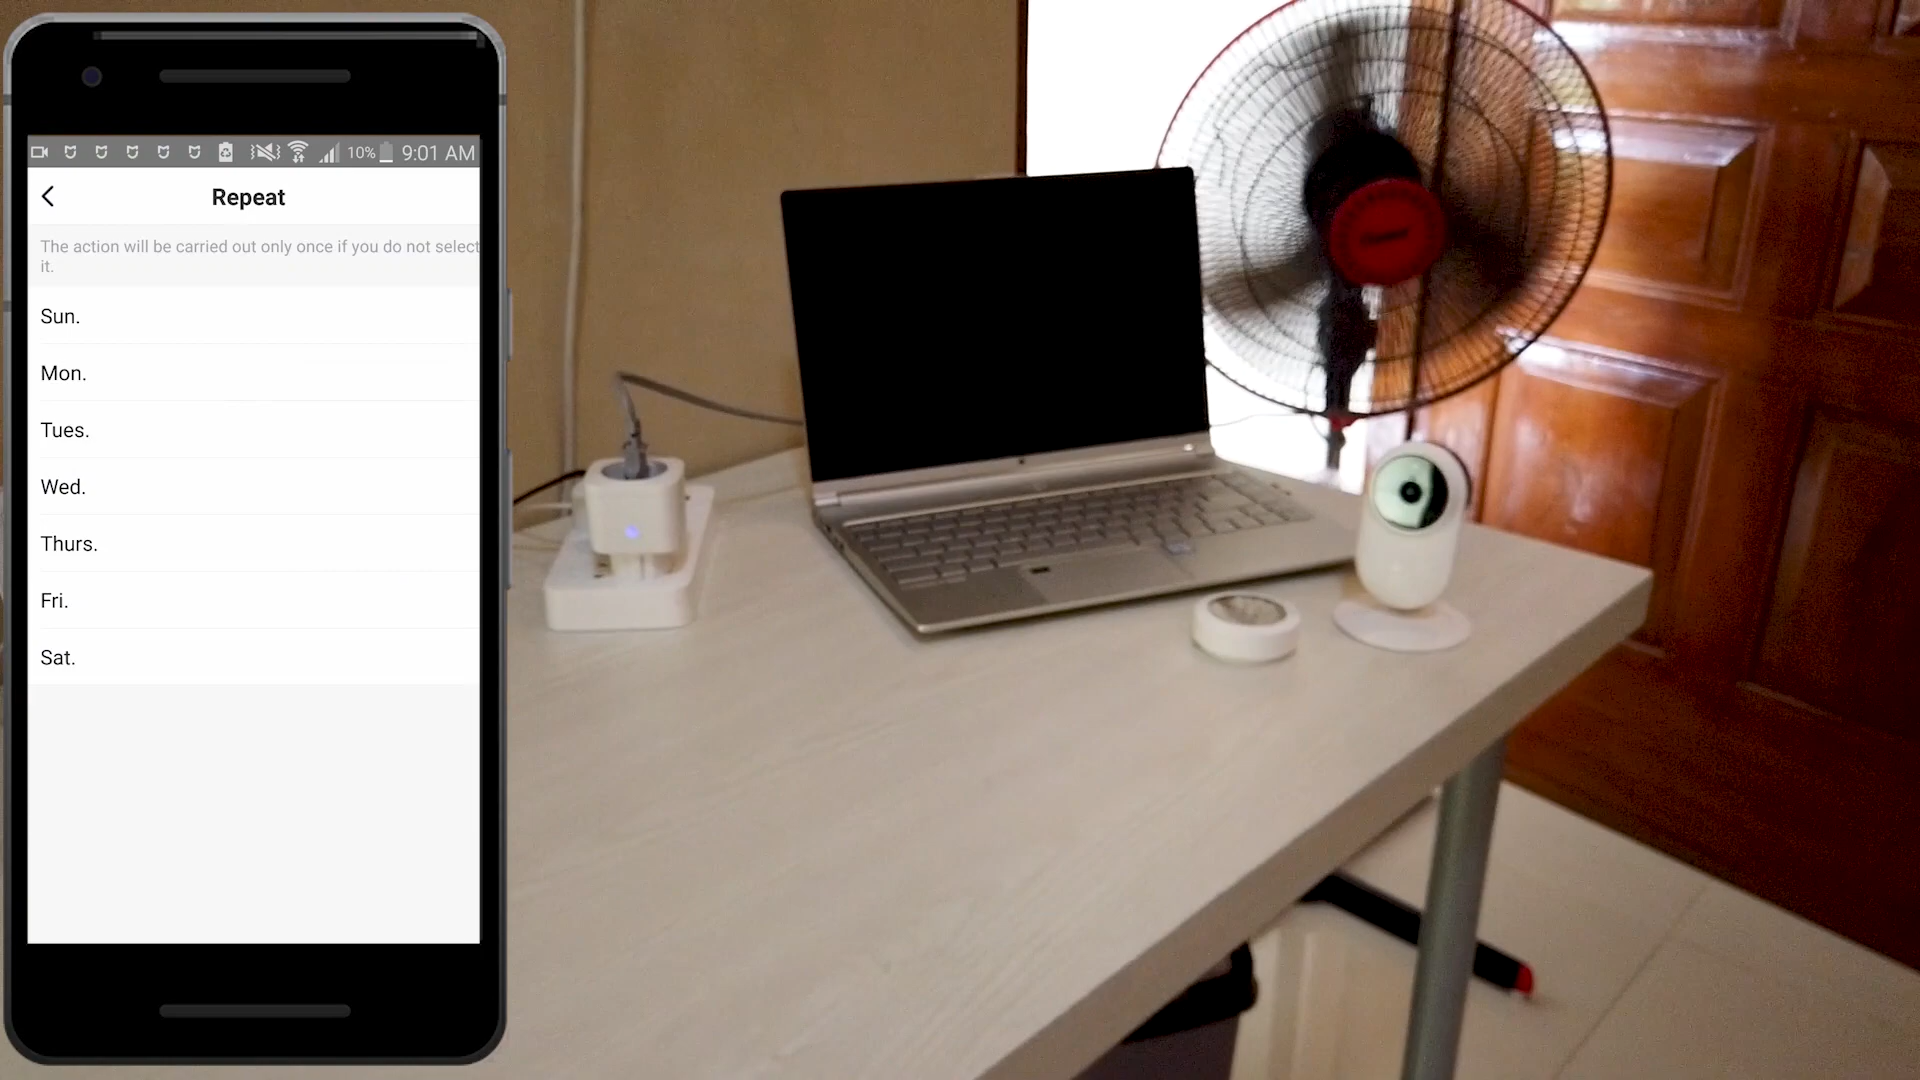 10% 9:01 AM
Repeat
The action will be carried out only once if you do not select
it.
Sun.
Mon.
Tues.
Wed.
Thurs.
Fri.
Sat.